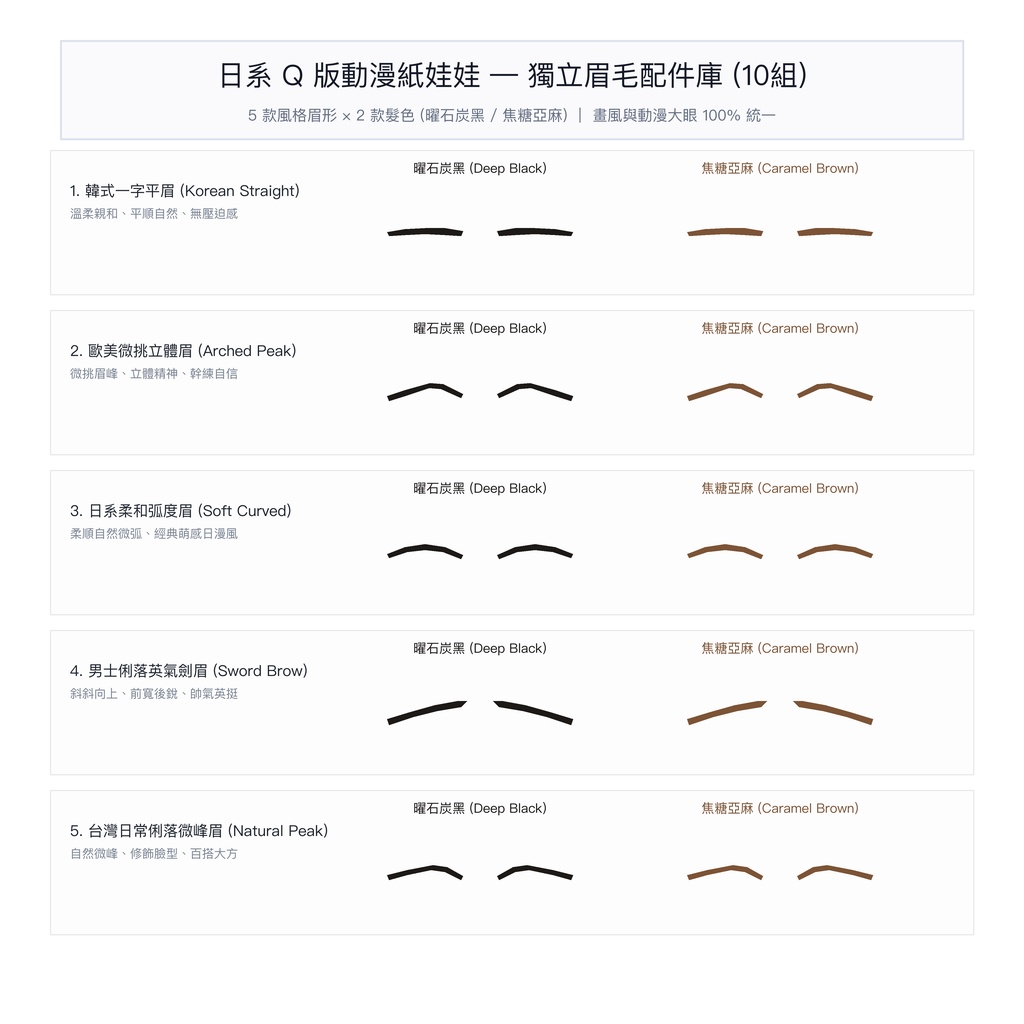 日系 Q 版動漫紙娃娃 — 獨立眉毛配件庫 (10組)
5 款風格眉形 × 2 款髮色 (曜石炭黑 / 焦糖亞麻) | 畫風與動漫大眼 100% 統一
曜石炭黑 (Deep Black)
焦糖亞麻 (Caramel Brown)
1. 韓式一字平眉 (Korean Straight)
溫柔親和、平順自然、無壓迫感
曜石炭黑 (Deep Black)
焦糖亞麻 (Caramel Brown)
2. 歐美微挑立體眉 (Arched Peak)
微挑眉峰、立體精神、幹練自信
曜石炭黑 (Deep Black)
焦糖亞麻 (Caramel Brown)
3. 日系柔和弧度眉 (Soft Curved)
柔順自然微弧、經典萌感日漫風
曜石炭黑 (Deep Black)
焦糖亞麻 (Caramel Brown)
4. 男士俐落英氣劍眉 (Sword Brow)
斜斜向上、前寬後銳、帥氣英挺
曜石炭黑 (Deep Black)
焦糖亞麻 (Caramel Brown)
5. 台灣日常俐落微峰眉 (Natural Peak)
自然微峰、修飾臉型、百搭大方